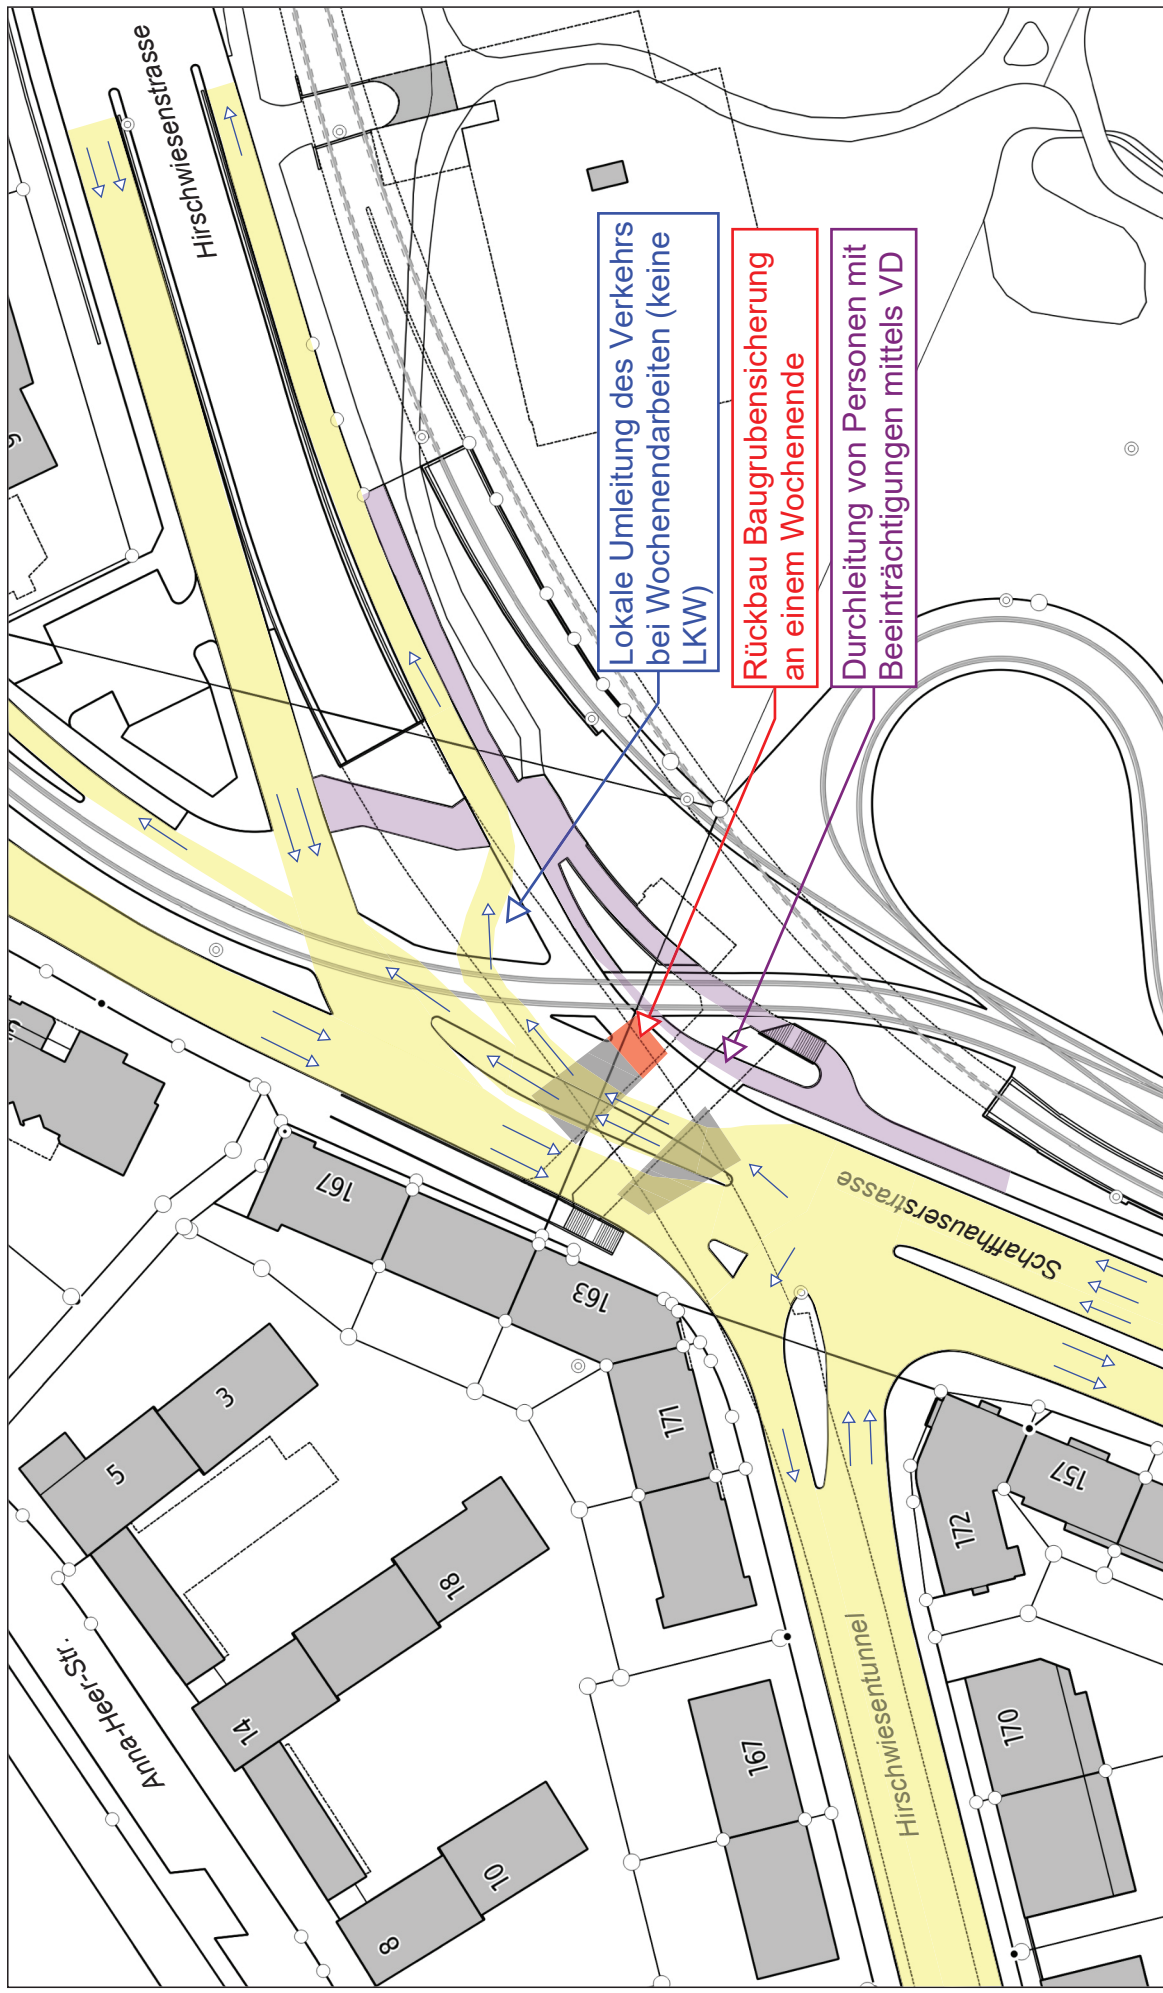 Lokale Umleitung des Verkehrs
bei Wochenendarbeiten (keine
LKW)
Rückbau Baugrubensicherung
an einem Wochenende
Durchleitung von Personen mit
Beeinträchtigungen mittels VD
Hirschwiesenstrasse
Schaffhauserstrasse
Hirschwiesentunnel
Anna-Heer-Str.
167
163
171
3
5
18
14
10
8
167
172
157
170